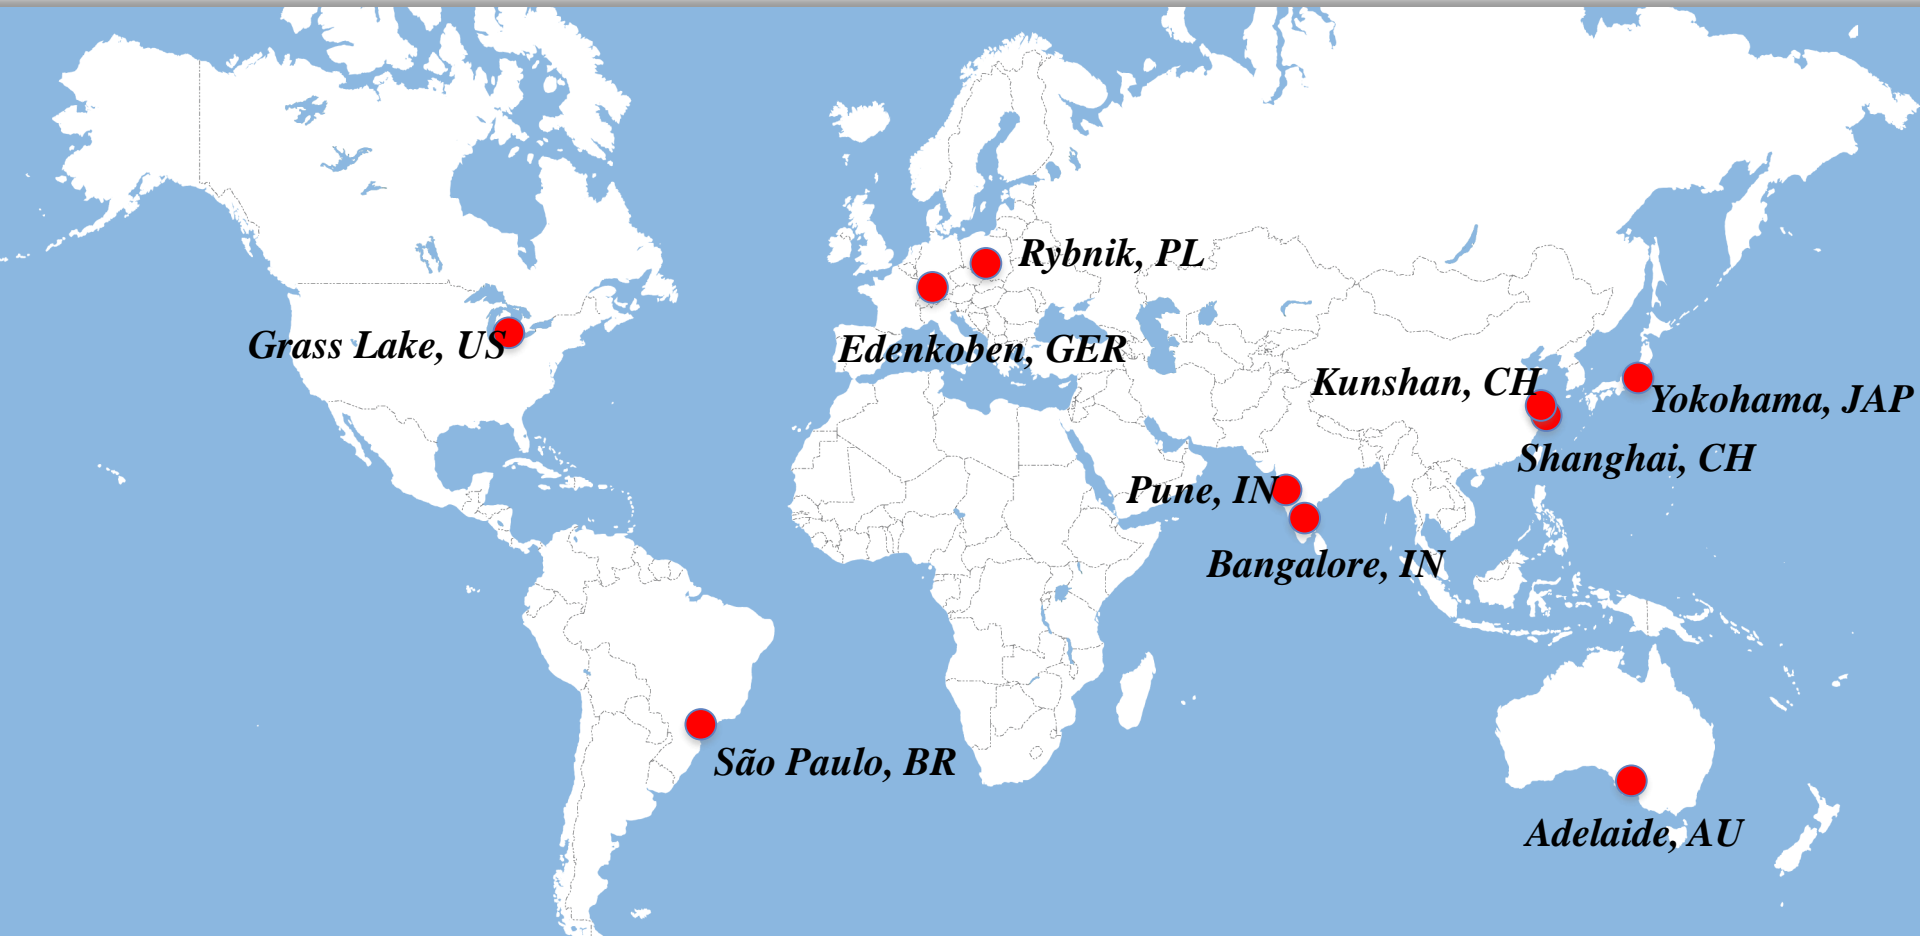 Rybnik, PL
Grass Lake, US
Edenkoben, GER
Kunshan, CH
Yokohama, JAP
Shanghai, CH
Pune, IN
Bangalore, IN
São Paulo, BR
Adelaide, AU